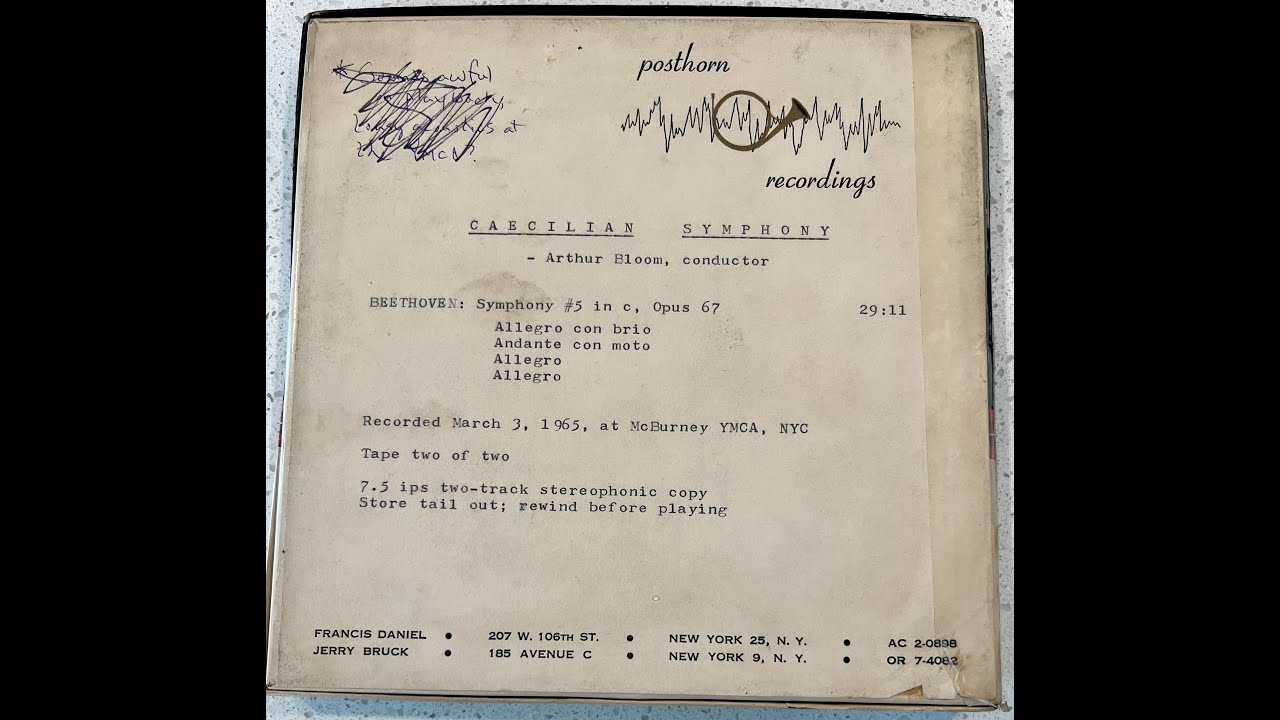 awful
at
posthorn
recordings
CAECILIAN SYMPHONY
- Arthur Bloom, conductor
BEETHOVEN: Symphony #5 in c, Opus 67 29:11
Allegro con brio
Andante con moto
Allegro
Allegro
Recorded March 3, 1965, at McBurney YMCA, NYC
Tape two of two
7.5 ips two-track stereophonic copy
Store tail out; rewind before playing
FRANCIS DANIEL • 207 W. 106TH ST. • NEW YORK 25, N. Y. • AC 2-0898
JERRY BRUCK • 185 AVENUE C • NEW YORK 9, N. Y. • OR 7-4082